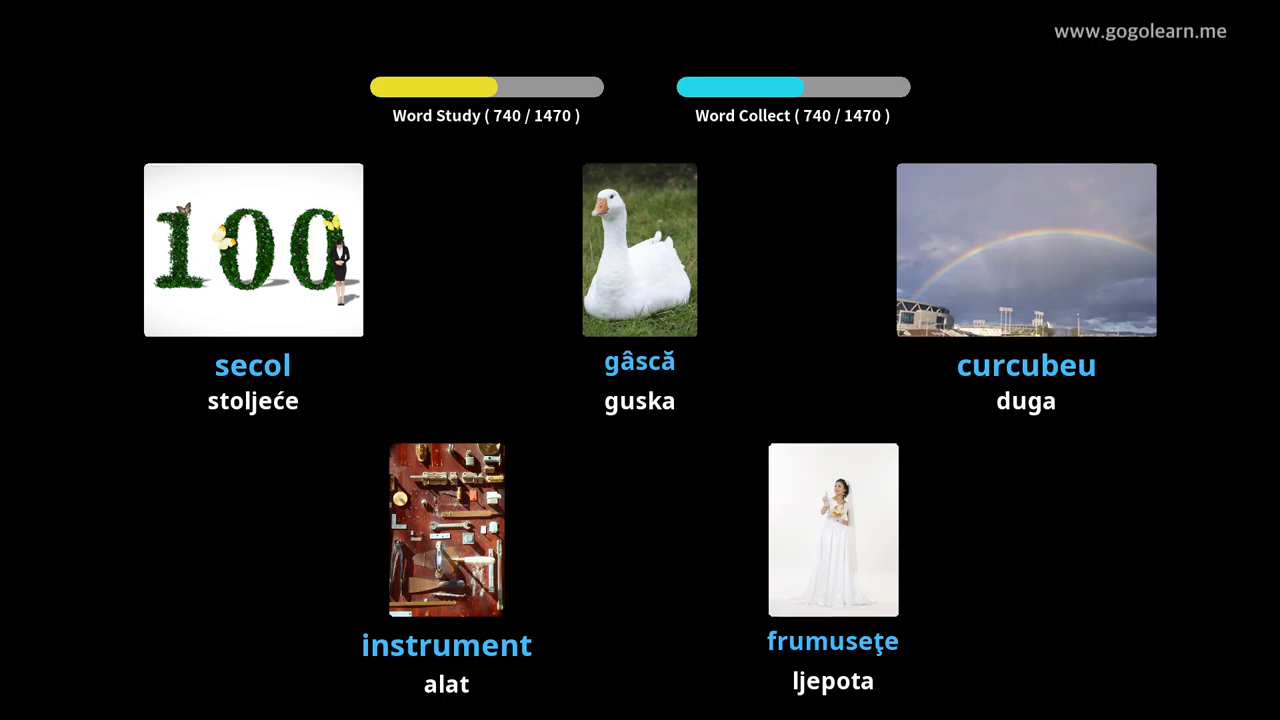 www.gogolearn.me
Word Study ( 740 / 1470 )
Word Collect ( 740 / 1470 )
100
secol
stoljeće
gâscă
guska
curcubeu
duga
instrument
alat
frumuseţe
ljepota